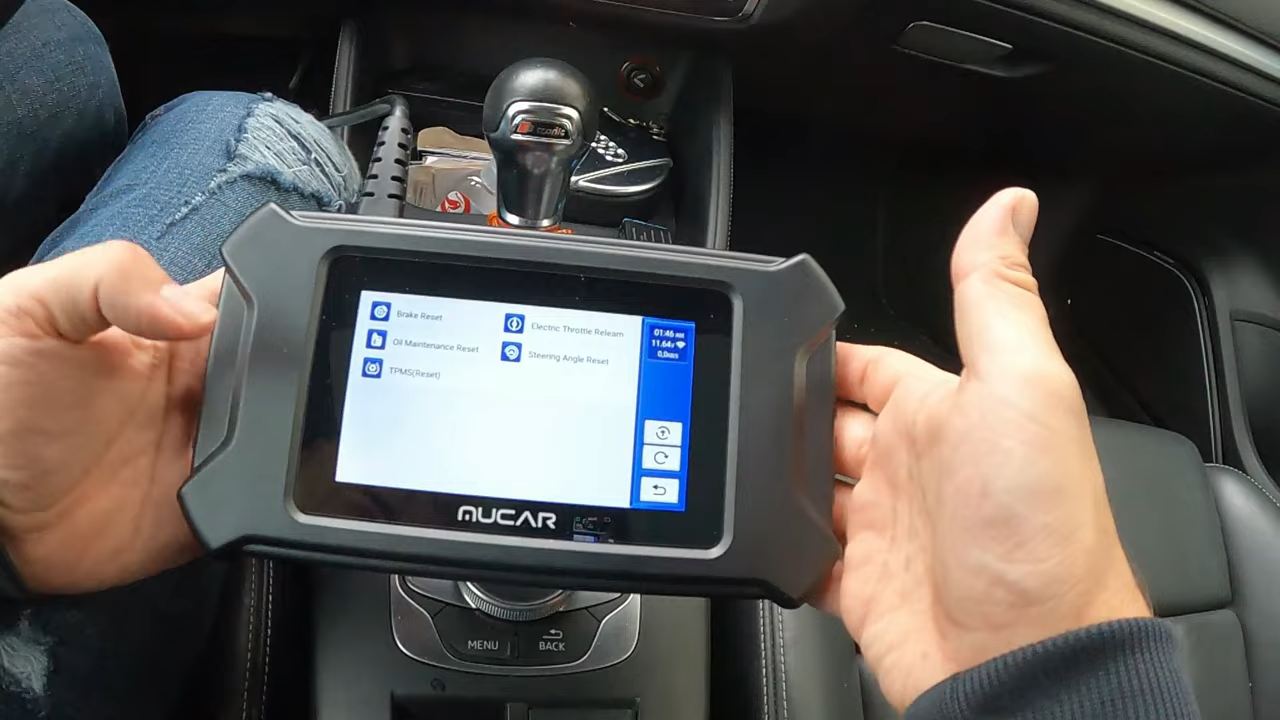 Brake Reset
Electric Throttle Relearn
Oil Maintenance Reset
Steering Angle Reset
TPMS(Reset)
01:46 AM
11.64v
MUCAR
MENU
BACK